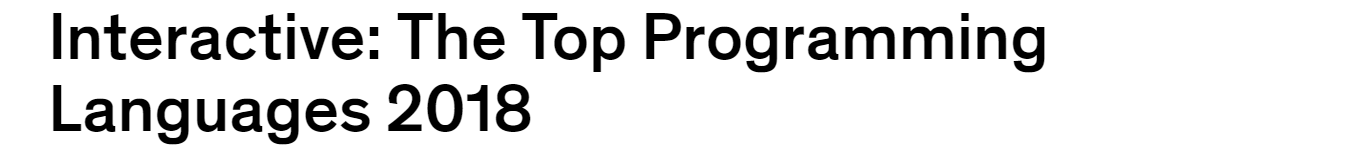 Interactive: The Top Programming
Languages 2018